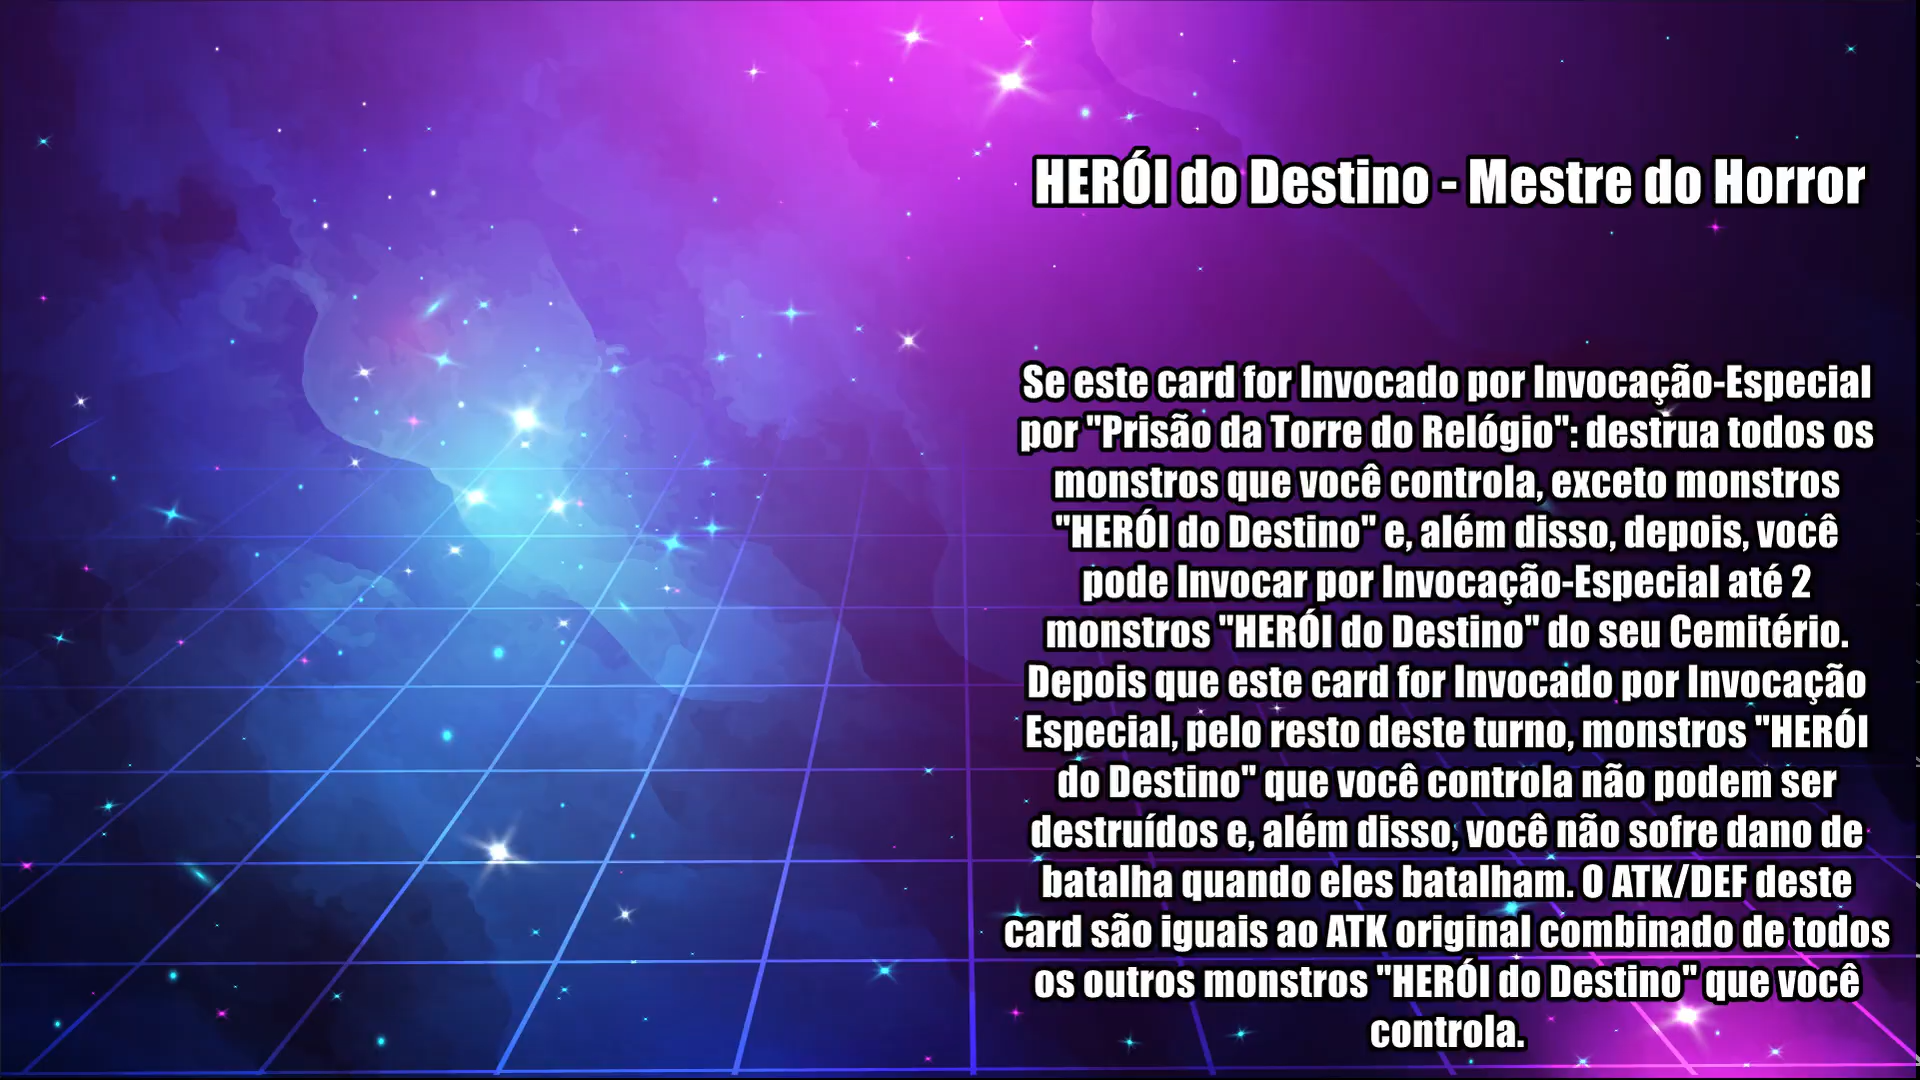 HERÓI do Destino - Mestre do Horror
Se este card for Invocado por Invocação-Especial
por "Prisão da Torre do Relógio": destrua todos os
monstros que você controla, exceto monstros
"HERÓI do Destino" e, além disso, depois, você
pode Invocar por Invocação-Especial até 2
monstros "HERÓI do Destino" do seu Cemitério.
Depois que este card for Invocado por Invocação
Especial, pelo resto deste turno, monstros "HERÓI
do Destino" que você controla não podem ser
destruídos e, além disso, você não sofre dano de
batalha quando eles batalham. O ATK/DEF deste
card são iguais ao ATK original combinado de todos
os outros monstros "HERÓI do Destino" que você
controla.